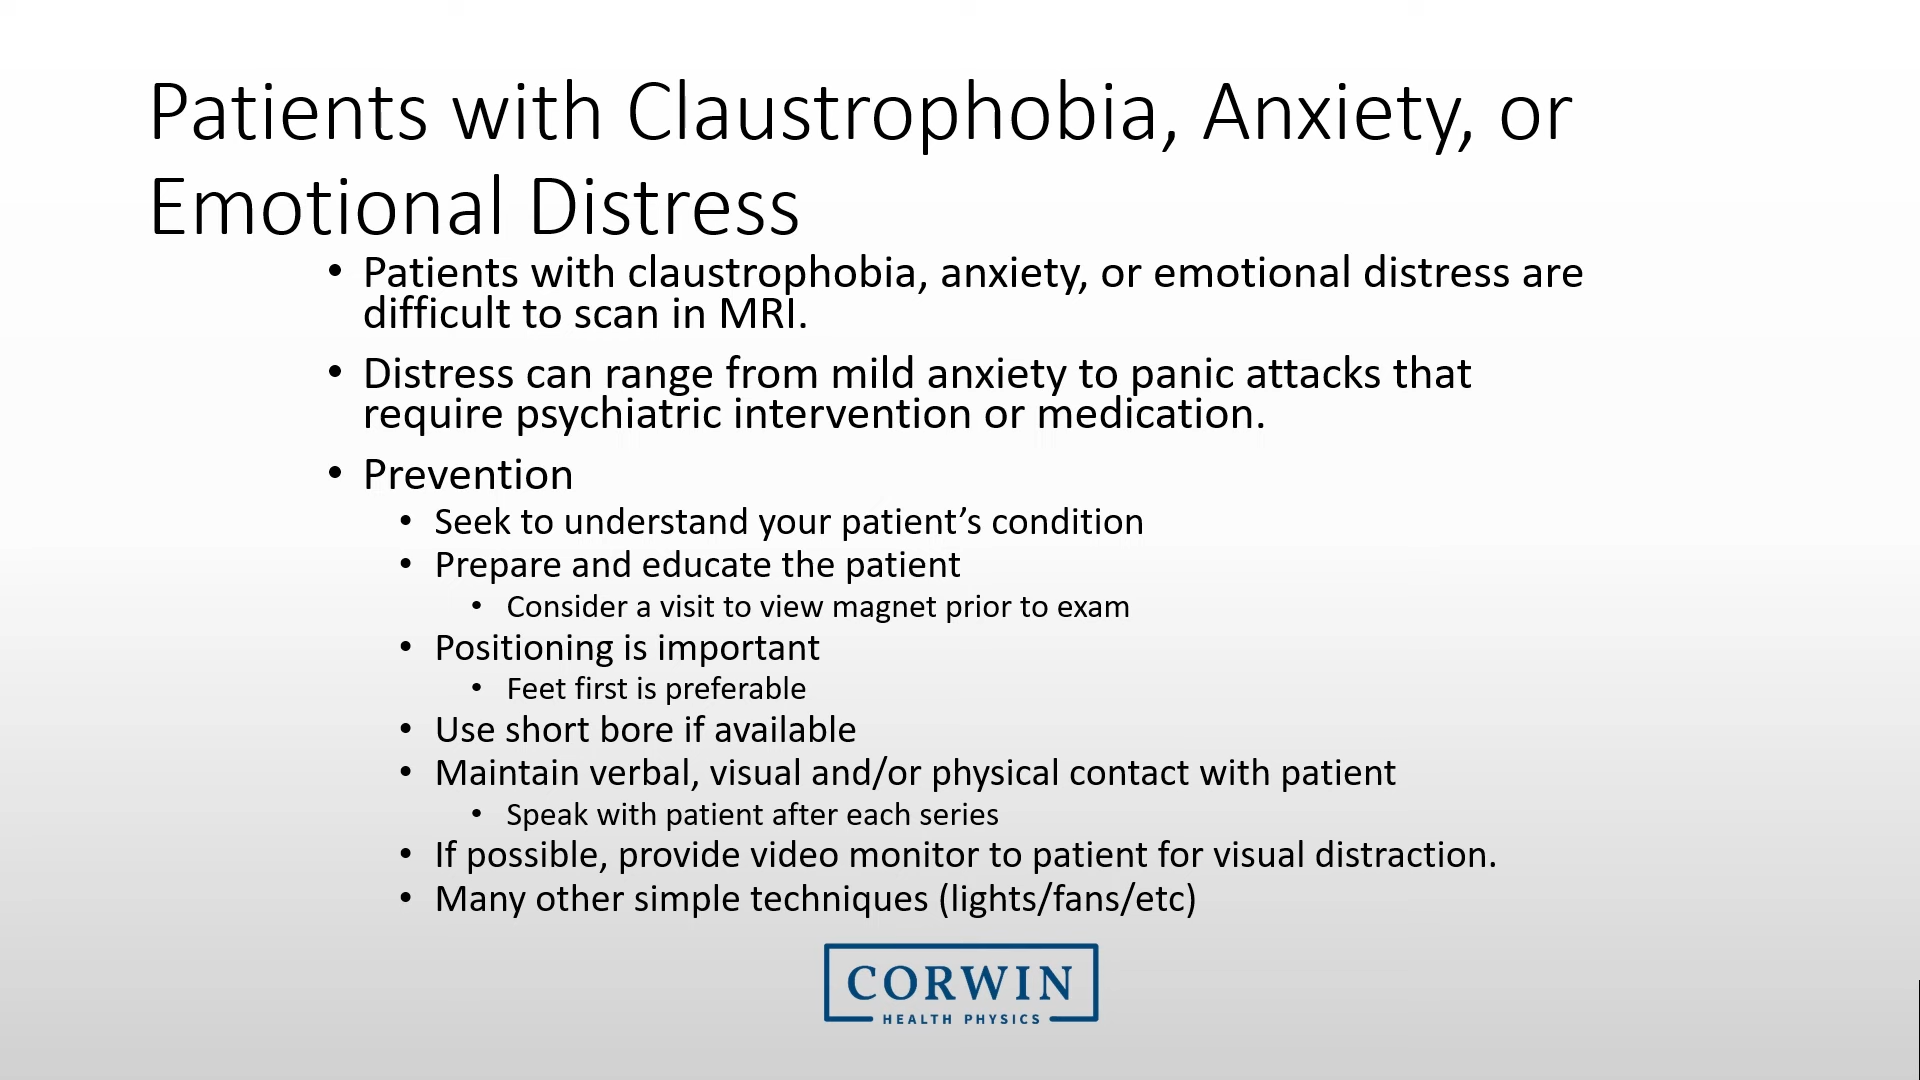 Patients with Claustrophobia, Anxiety, or
Emotional Distress
• Patients with claustrophobia, anxiety, or emotional distress are
difficult to scan in MRI.
• Distress can range from mild anxiety to panic attacks that
require psychiatric intervention or medication.
• Prevention
• Seek to understand your patient’s condition
• Prepare and educate the patient
• Consider a visit to view magnet prior to exam
• Positioning is important
• Feet first is preferable
• Use short bore if available
• Maintain verbal, visual and/or physical contact with patient
• Speak with patient after each series
• If possible, provide video monitor to patient for visual distraction.
• Many other simple techniques (lights/fans/etc)
CORWIN
HEALTH PHYSICS